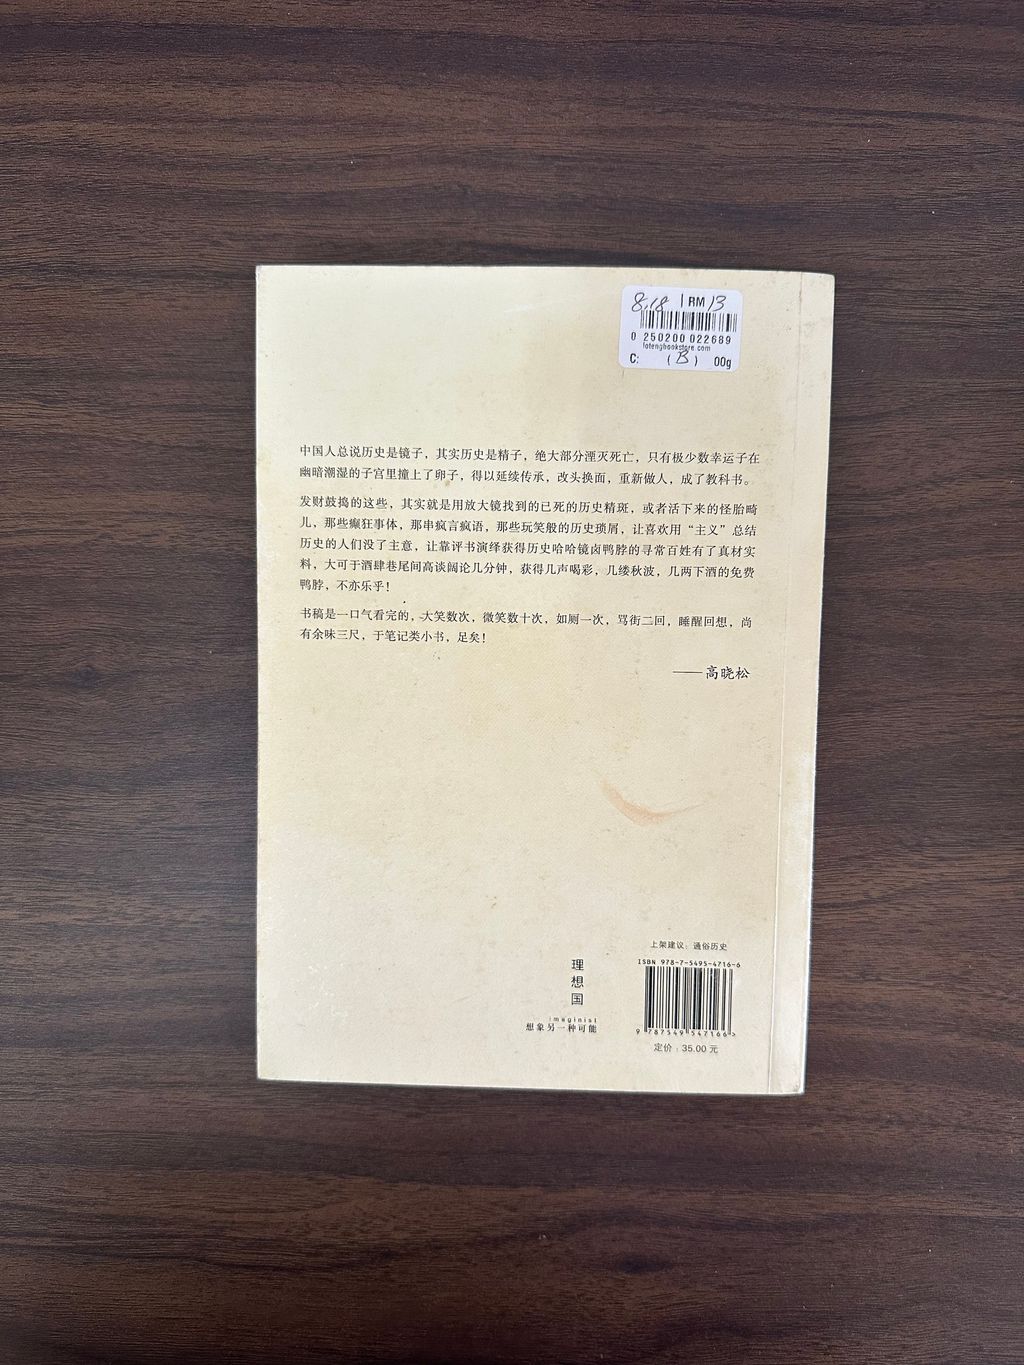 8,18 RM 13
0 250200 022689
fotengbookstore.com
C: (B) 00g
中国人总说历史是镜子，其实历史是精子，绝大部分湮灭死亡，只有极少数幸运子在
幽暗潮湿的子宫里撞上了卵子，得以延续传承，改头换面，重新做人，成了教科书。
发财鼓捣的这些，其实就是用放大镜找到的已死的历史精斑，或者活下来的怪胎畸
儿，那些癫狂事体，那串疯言疯语，那些玩笑般的历史琐屑，让喜欢用“主义”总结
历史的人们没了主意，让靠评书演绎获得历史哈哈镜卤鸭脖的寻常百姓有了真材实
料，大可于酒肆巷尾间高谈阔论几分钟，获得几声喝彩，几缕秋波，几两下酒的免费
鸭脖，不亦乐乎！
书稿是一口气看完的，大笑数次，微笑数十次，如厕一次，骂街二回，睡醒回想，尚
有余味三尺，于笔记类小书，足矣！
——高晓松
上架建议：通俗历史
ISBN 978-7-5495-4716-6
9 787549 547166>
定价：35.00 元
理想国
imaginist
想象另一种可能